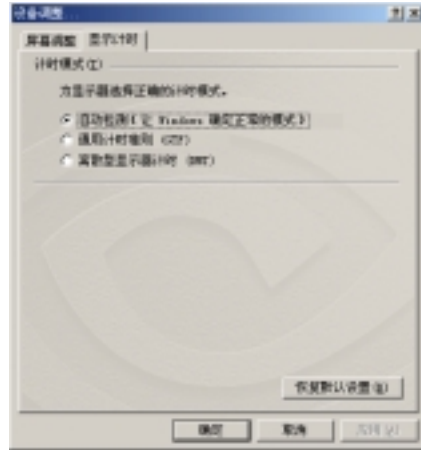 设备调整...
屏幕调整 显示计时
计时模式(I)
为显示器选择正确的计时模式。
自动检测(让 Windows 确定正常的模式)
通用计时准则 (GTF)
离散型显示器计时 (DMT)
恢复默认设置(R)
确定 取消 应用(A)